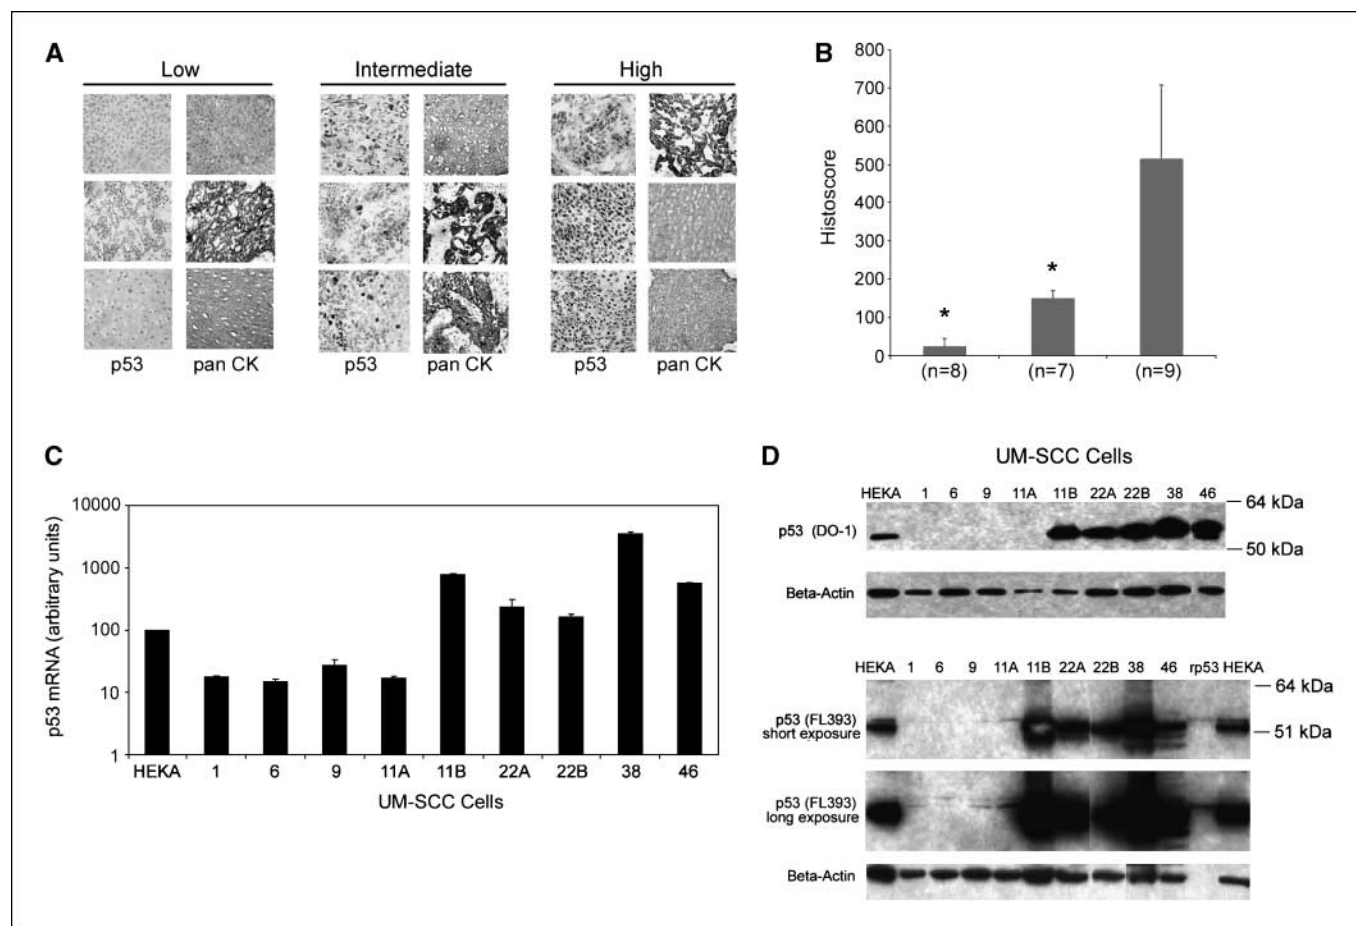 A
Low
Intermediate
High
p53
pan CK
p53
pan CK
p53
pan CK
B
Histoscore
800
700
600
500
400
300
200
100
0
*
*
(n=8)
(n=7)
(n=9)
C
p53 mRNA (arbitrary units)
10000
1000
100
10
1
HEKA 1 6 9 11A 11B 22A 22B 38 46
UM-SCC Cells
D
UM-SCC Cells
HEKA 1 6 9 11A 11B 22A 22B 38 46
64 kDa
p53 (DO-1)
50 kDa
Beta-Actin
HEKA 1 6 9 11A 11B 22A 22B 38 46 rp53 HEKA
64 kDa
p53 (FL393)
short exposure
51 kDa
p53 (FL393)
long exposure
Beta-Actin